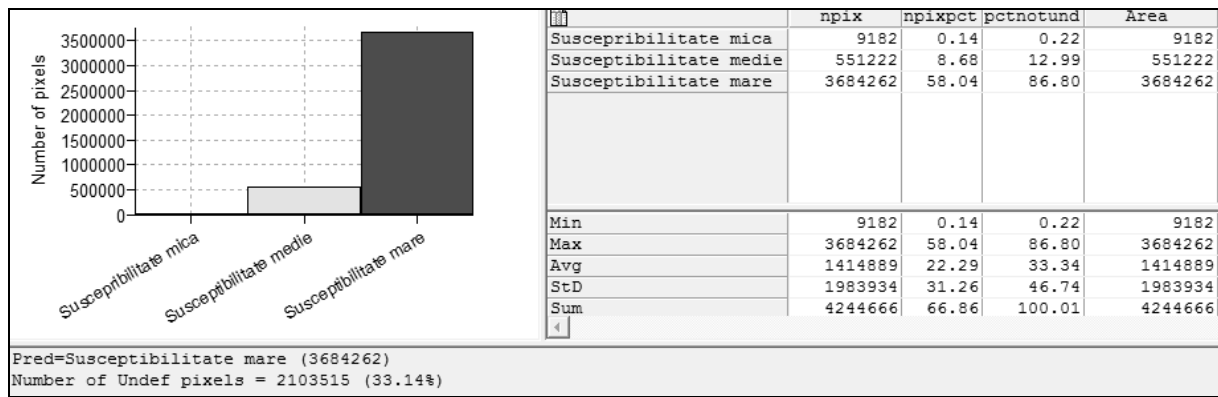 Number of pixels
3500000
3000000
2500000
2000000
1500000
1000000
500000
0
Suscepribilitate mica
Susceptibilitate medie
Susceptibilitate mare
npix npixpct pctnotund Area
Suscepribilitate mica 9182 0.14 0.22 9182
Susceptibilitate medie 551222 8.68 12.99 551222
Susceptibilitate mare 3684262 58.04 86.80 3684262
Min 9182 0.14 0.22 9182
Max 3684262 58.04 86.80 3684262
Avg 1414889 22.29 33.34 1414889
StD 1983934 31.26 46.74 1983934
Sum 4244666 66.86 100.01 4244666
Pred=Susceptibilitate mare (3684262)
Number of Undef pixels = 2103515 (33.14%)